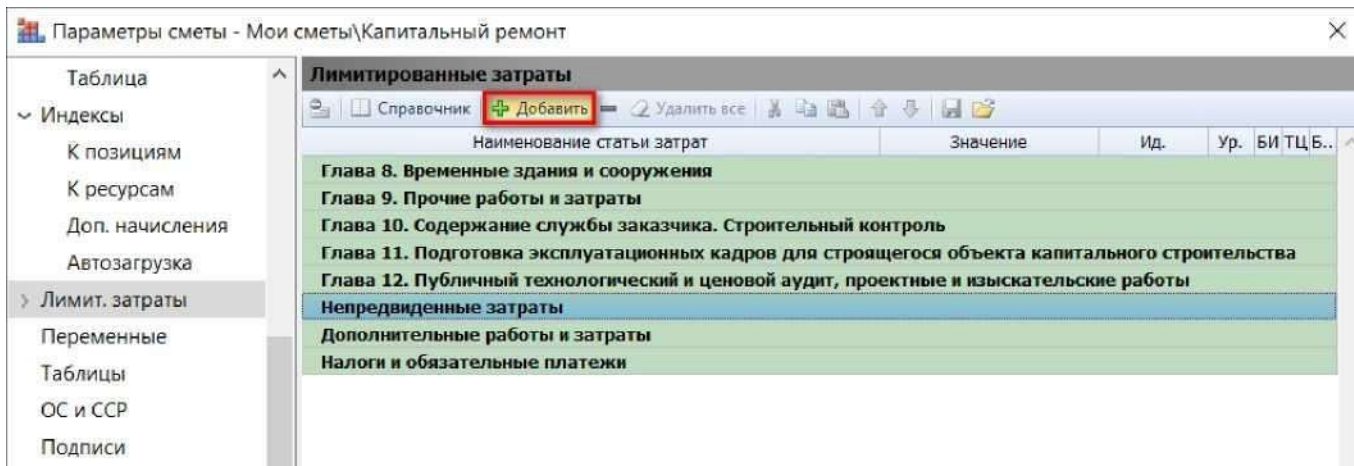 Параметры сметы - Мои сметы\Капитальный ремонт
Таблица
Индексы
К позициям
К ресурсам
Доп. начисления
Автозагрузка
Лимит. затраты
Переменные
Таблицы
ОС и ССР
Подписи
Лимитированные затраты
Справочник Добавить Удалить все
Наименование статьи затрат Значение Ид. Ур. БИ ТЦ Б..
Глава 8. Временные здания и сооружения
Глава 9. Прочие работы и затраты
Глава 10. Содержание службы заказчика. Строительный контроль
Глава 11. Подготовка эксплуатационных кадров для строящегося объекта капитального строительства
Глава 12. Публичный технологический и ценовой аудит, проектные и изыскательские работы
Непредвиденные затраты
Дополнительные работы и затраты
Налоги и обязательные платежи